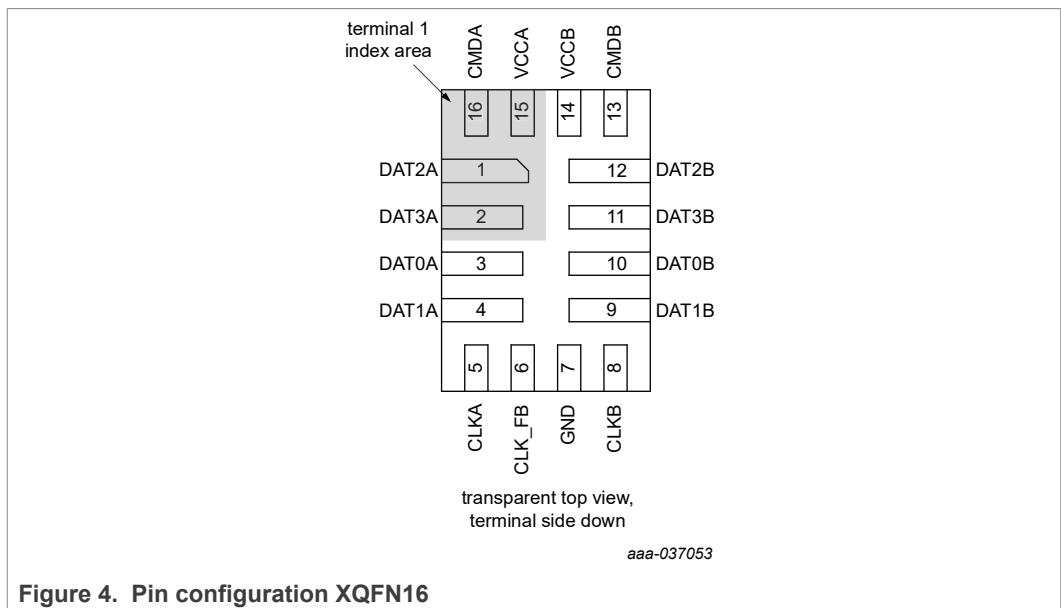 terminal 1
index area
CMDA
VCCA
VCCB
CMDB
16
15
14
13
DAT2A
1
12
DAT2B
DAT3A
2
11
DAT3B
DAT0A
3
10
DAT0B
DAT1A
4
9
DAT1B
5
6
7
8
CLKA
CLK_FB
GND
CLKB
transparent top view,
terminal side down
aaa-037053
Figure 4. Pin configuration XQFN16